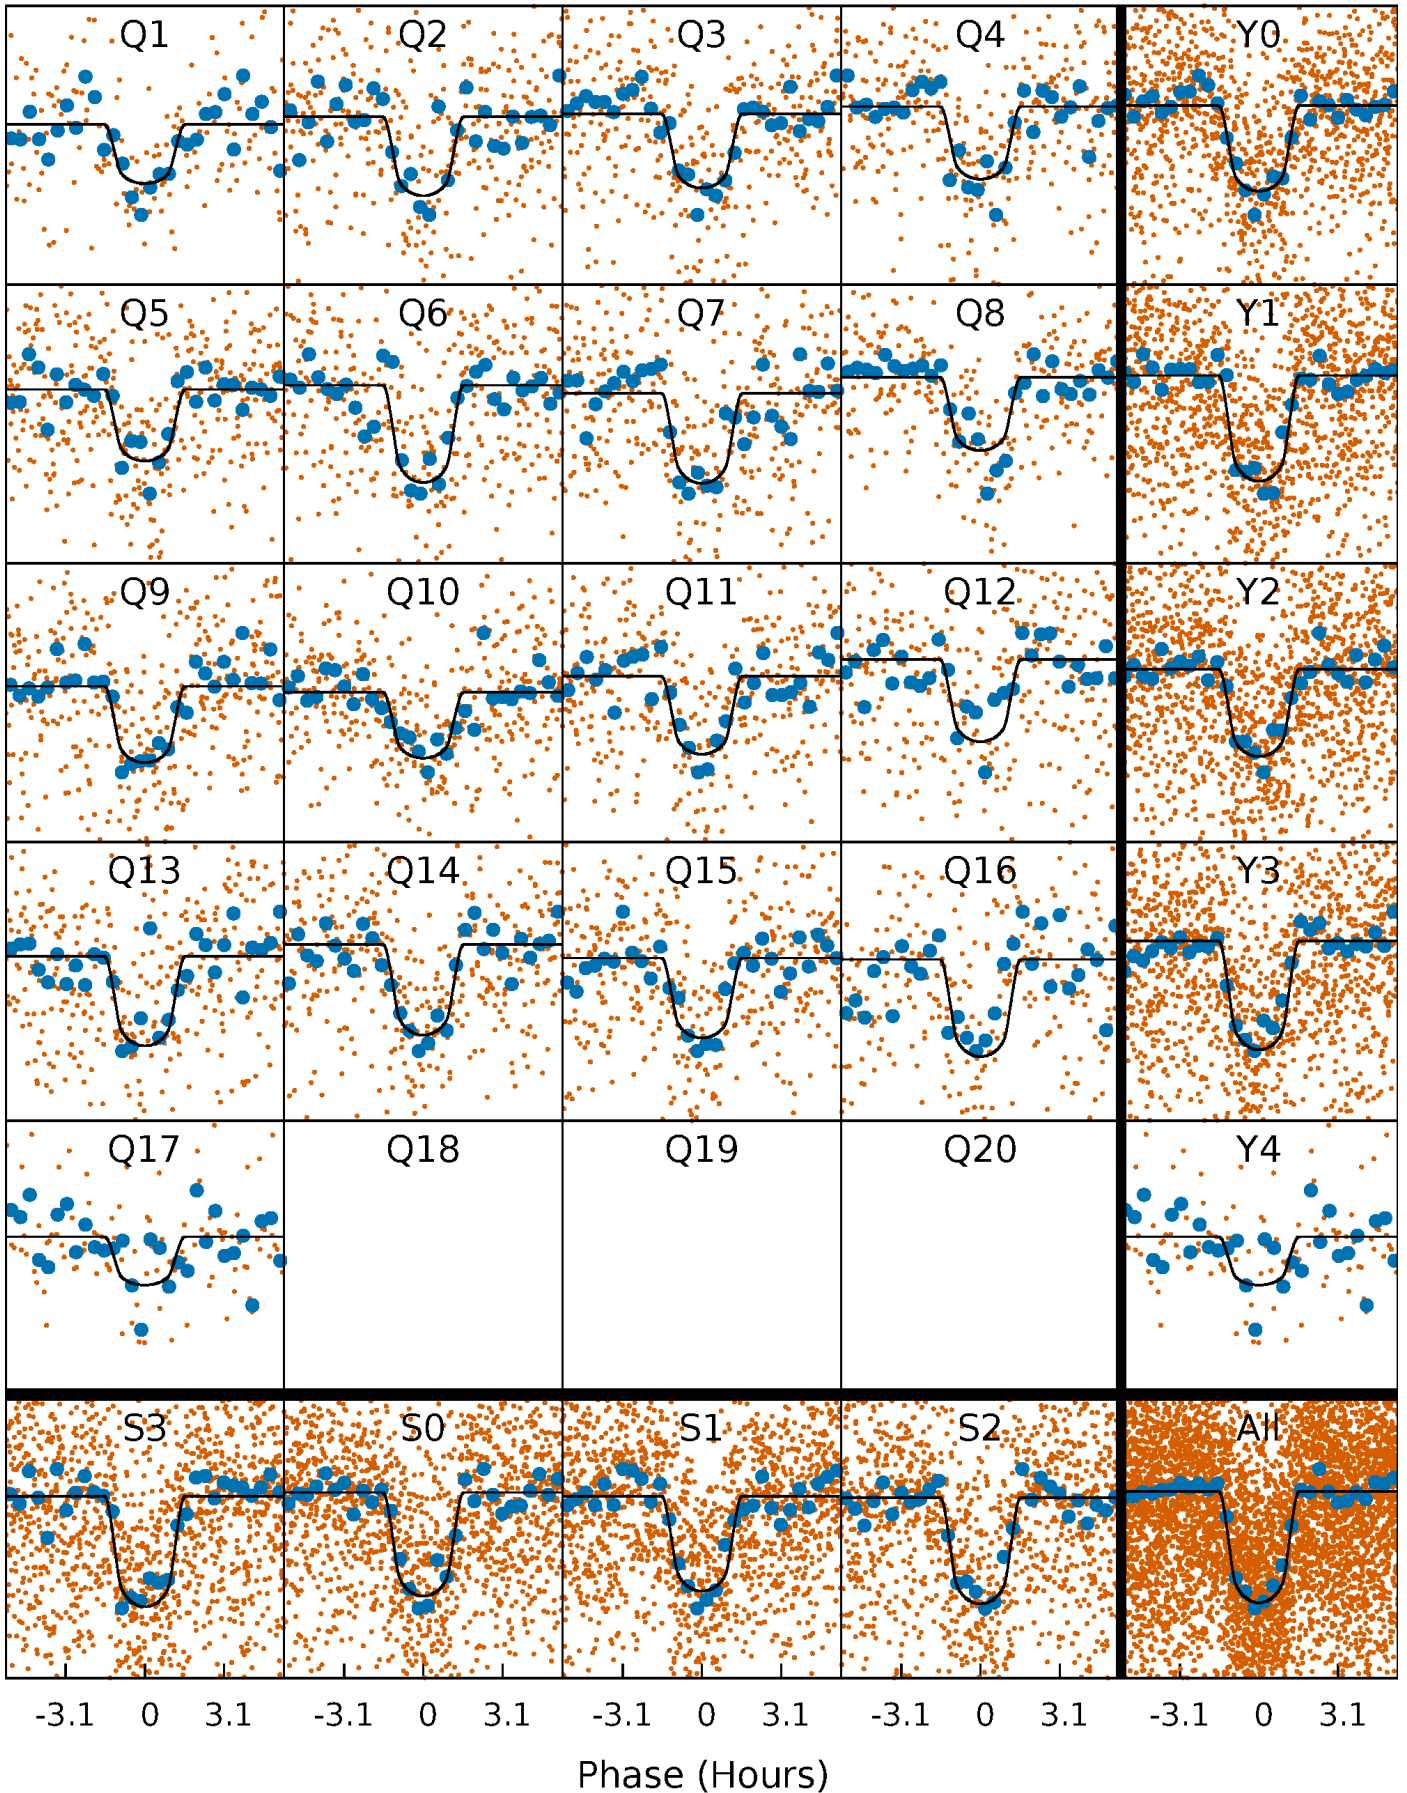 Q1 Q2 Q3 Q4 Y0
Q5 Q6 Q7 Q8 Y1
Q9 Q10 Q11 Q12 Y2
Q13 Q14 Q15 Q16 Y3
Q17 Q18 Q19 Q20 Y4
S3 S0 S1 S2 All
-3.1 0 3.1 -3.1 0 3.1 -3.1 0 3.1 -3.1 0 3.1 -3.1 0 3.1
Phase (Hours)